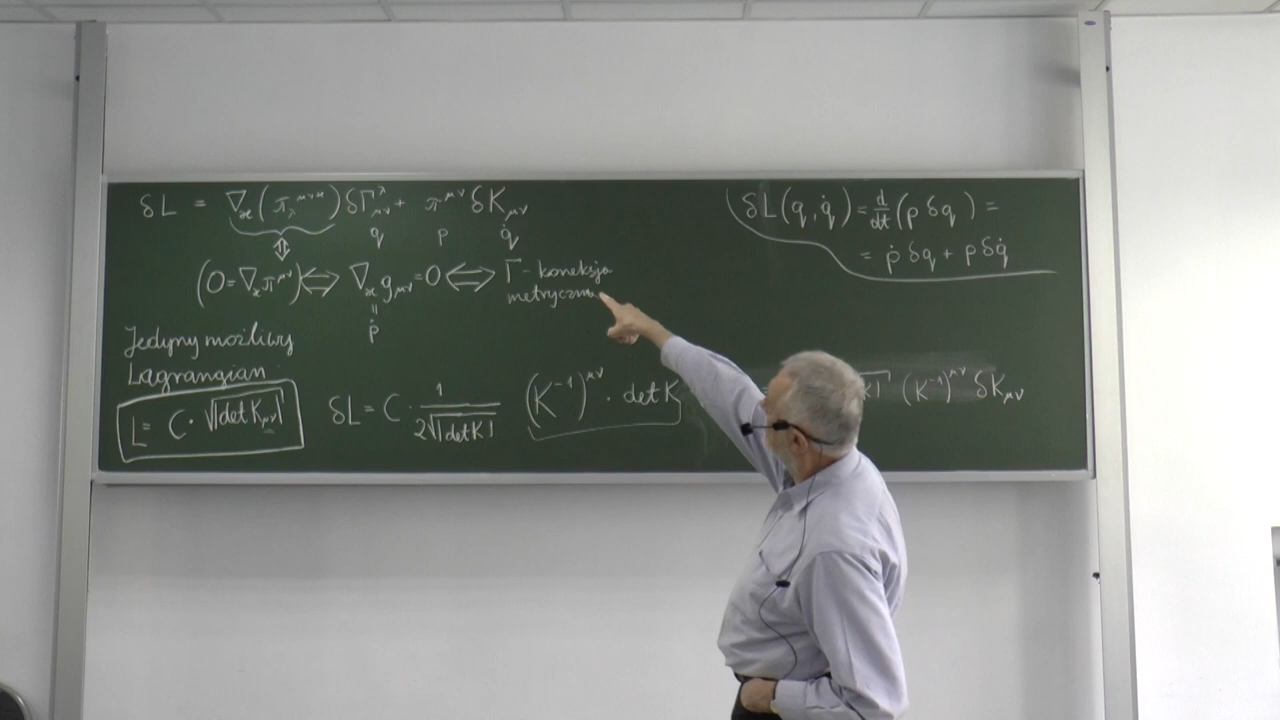 δL = ∇_ϰ(π_λ^{μνϰ}) δΓ^λ_{μν} + π^{μν} δK_{μν}
q p q̇
(0 = ∇_ϰ π^{μν}) ⟺ ∇_ϰ g_{μν} = 0 ⟺ Γ - koneksja
metryczna
ṗ
Jedyny możliwy
Lagrangian
L = C · √|det K_{μν}|
δL = C · 1/(2√|det K|) (K^{-1})^{μν} · det K
K| (K^{-1})^{μν} δK_{μν}
δL(q, q̇) = d/dt (p δq) =
= ṗ δq + p δq̇